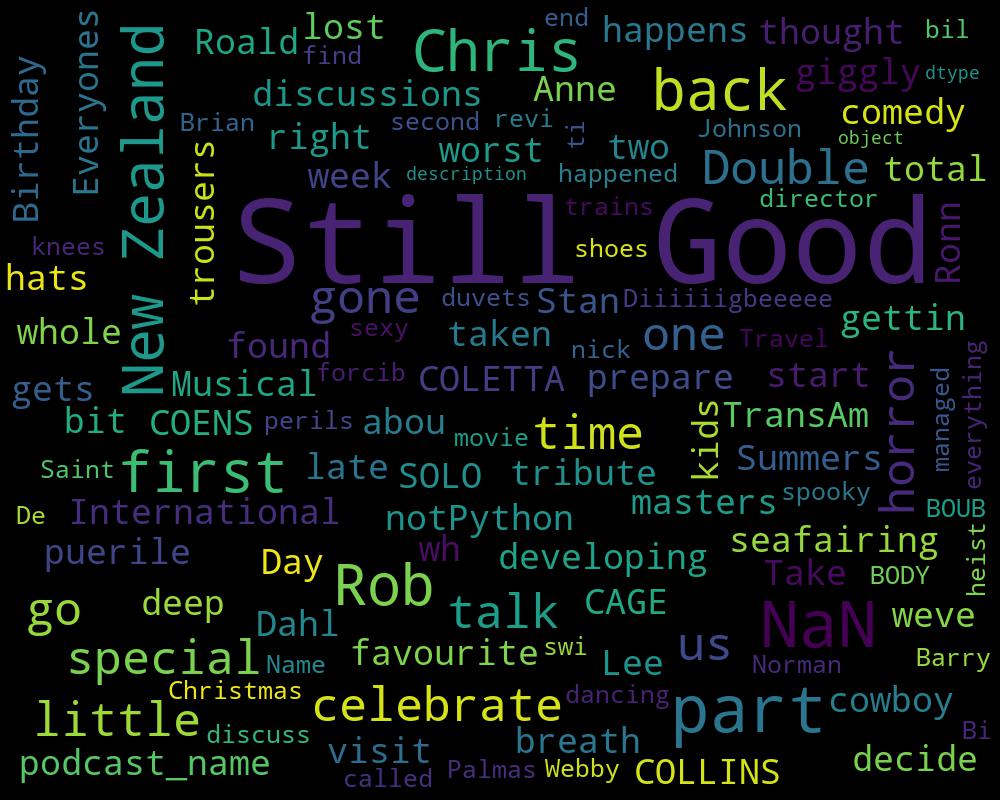 Birthday
Everyones
New Zealand
Roald
lost
find
Chris
end
happens
thought
bil
giggly
dtype
discussions
Anne
back
comedy
Brian
right
second
revi
ti
two
Johnson
object
worst
Double
total
trousers
week
description
happened
director
knees
Still Good
trains
shoes
Ronn
hats
gone
duvets
Stan
Diiiiiigbeeeee
gettin
whole
found
sexy
taken
nick
one
Travel
gets
Musical
forcib
COLETTA
prepare
start
horror
managed
everything
bit
COENS
perils
abou
movie
time
kids
TransAm
Saint
first
late
SOLO
tribute
Summers
De
International
notPython
masters
spooky
BOUB
puerile
Day
wh
developing
seafairing
heist
go
deep
Rob
Take
BODY
Dahl
talk
CAGE
NaN
weve
special
Name
favourite
swi
Lee
us
Norman
Barry
Christmas
little
celebrate
dancing
part
cowboy
discuss
visit
breath
Bi
podcast_name
called
Palmas
Webby
COLLINS
decide